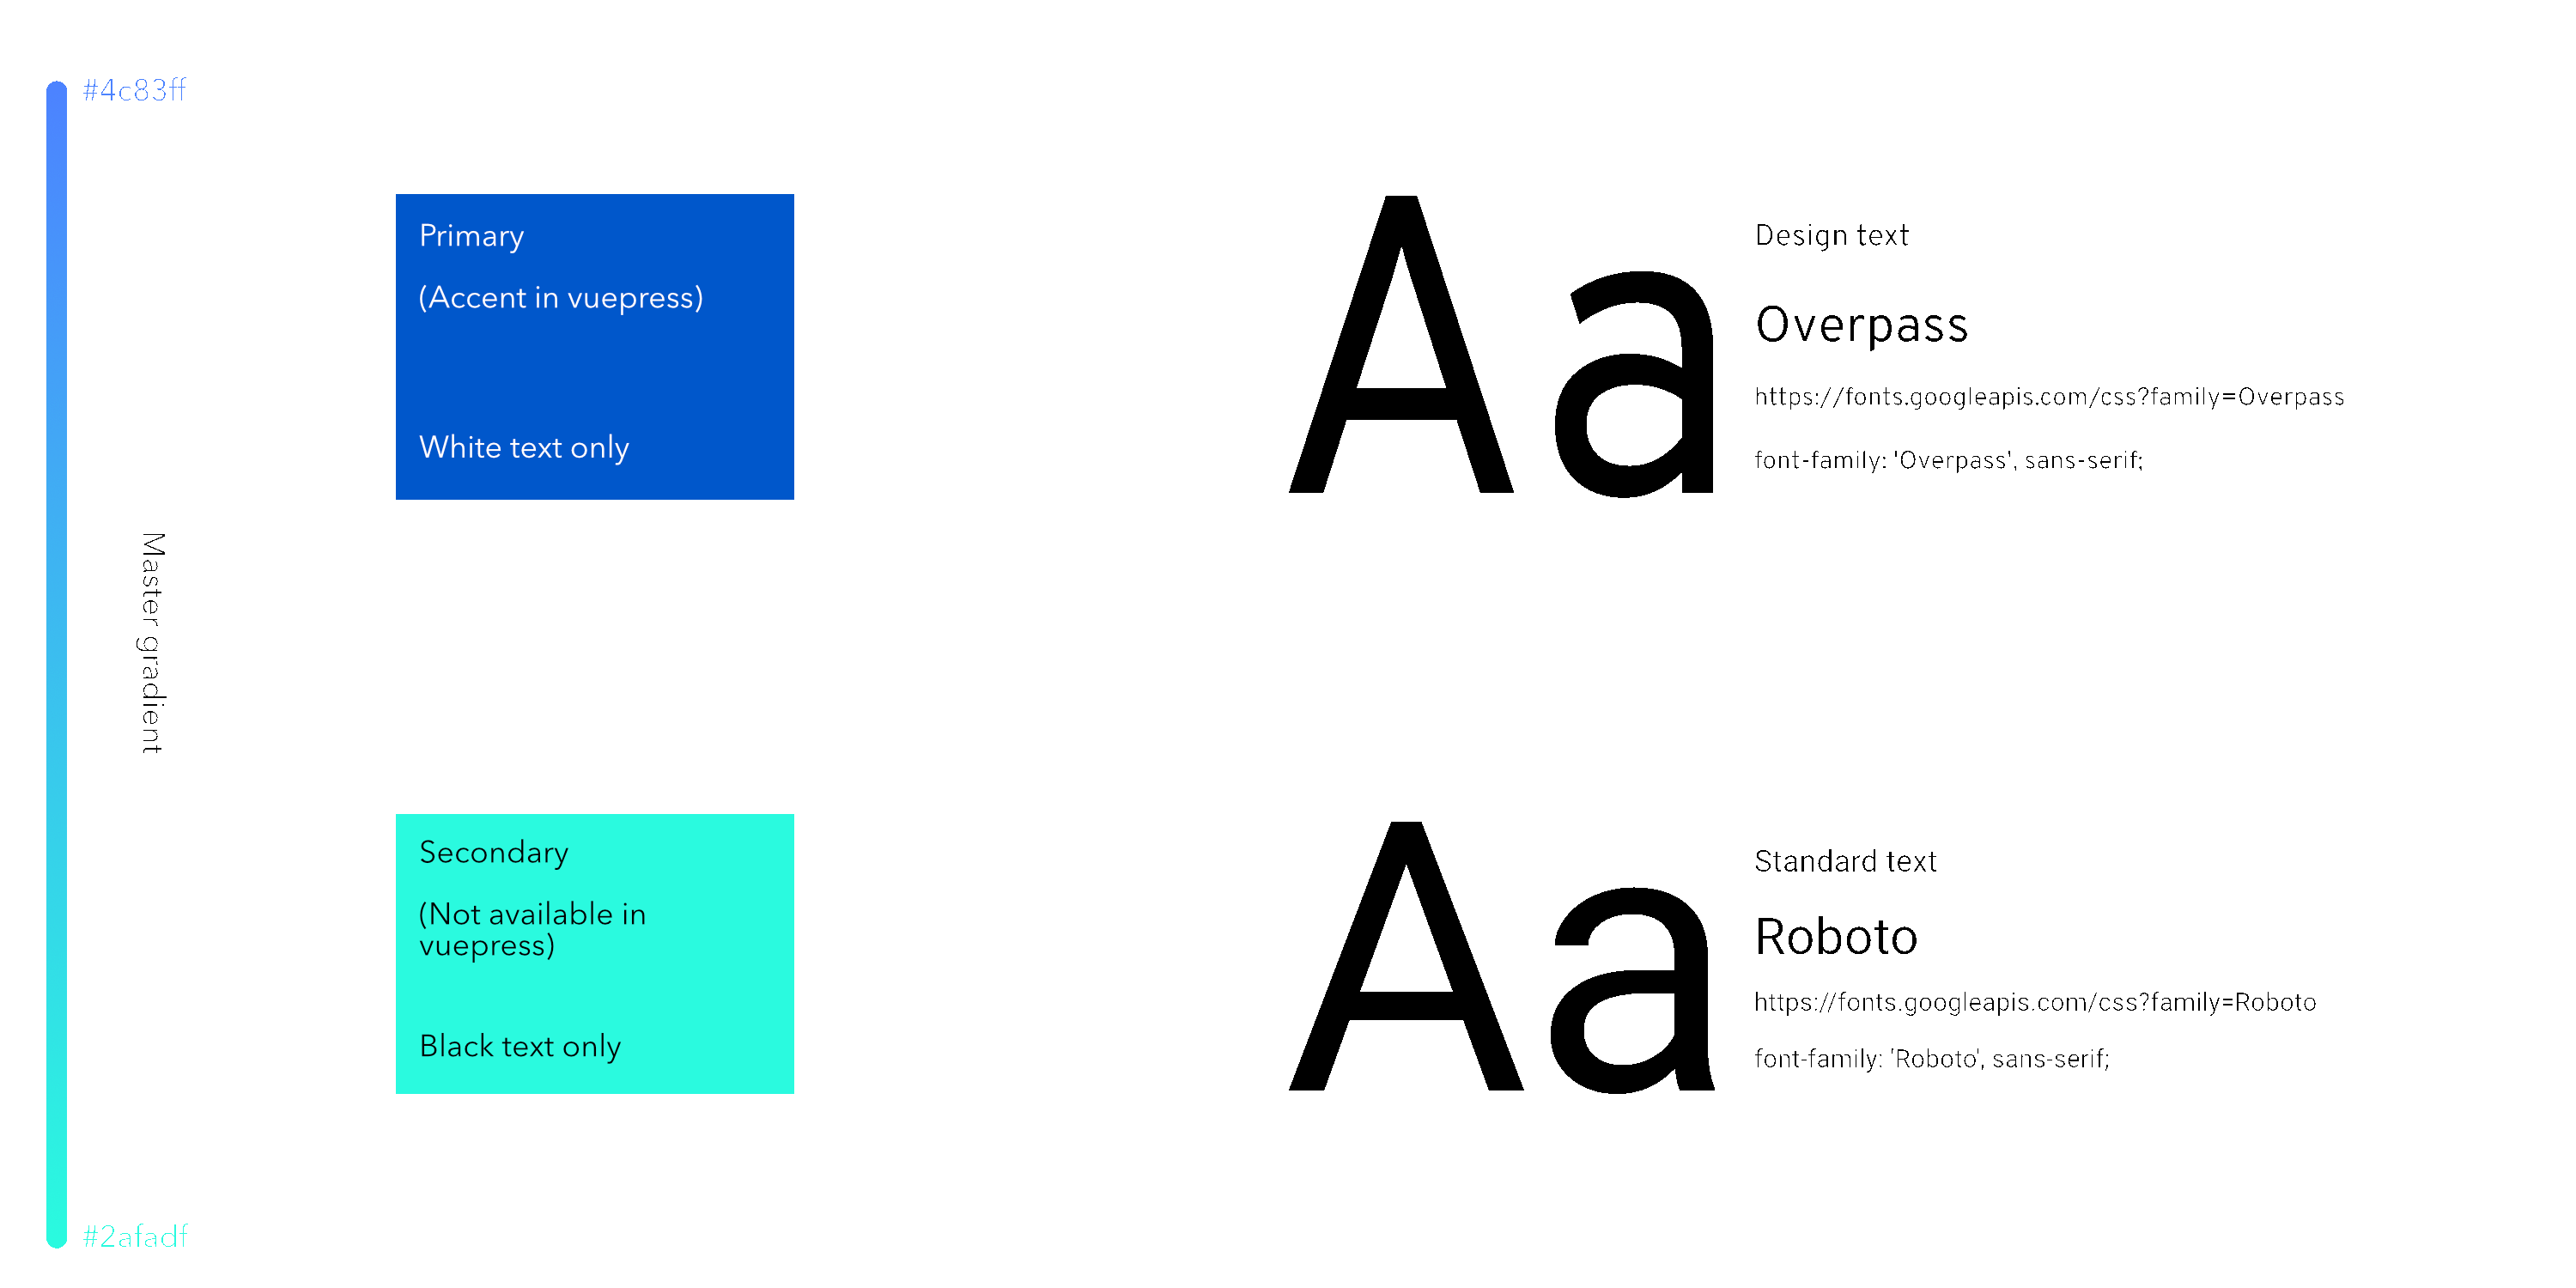 #4c83ff
Master gradient
#2afadf
Primary
(Accent in vuepress)
White text only
Secondary
(Not available in
vuepress)
Black text only
Aa
Design text
Overpass
https://fonts.googleapis.com/css?family=Overpass
font-family: 'Overpass', sans-serif;
Aa
Standard text
Roboto
https://fonts.googleapis.com/css?family=Roboto
font-family: 'Roboto', sans-serif;